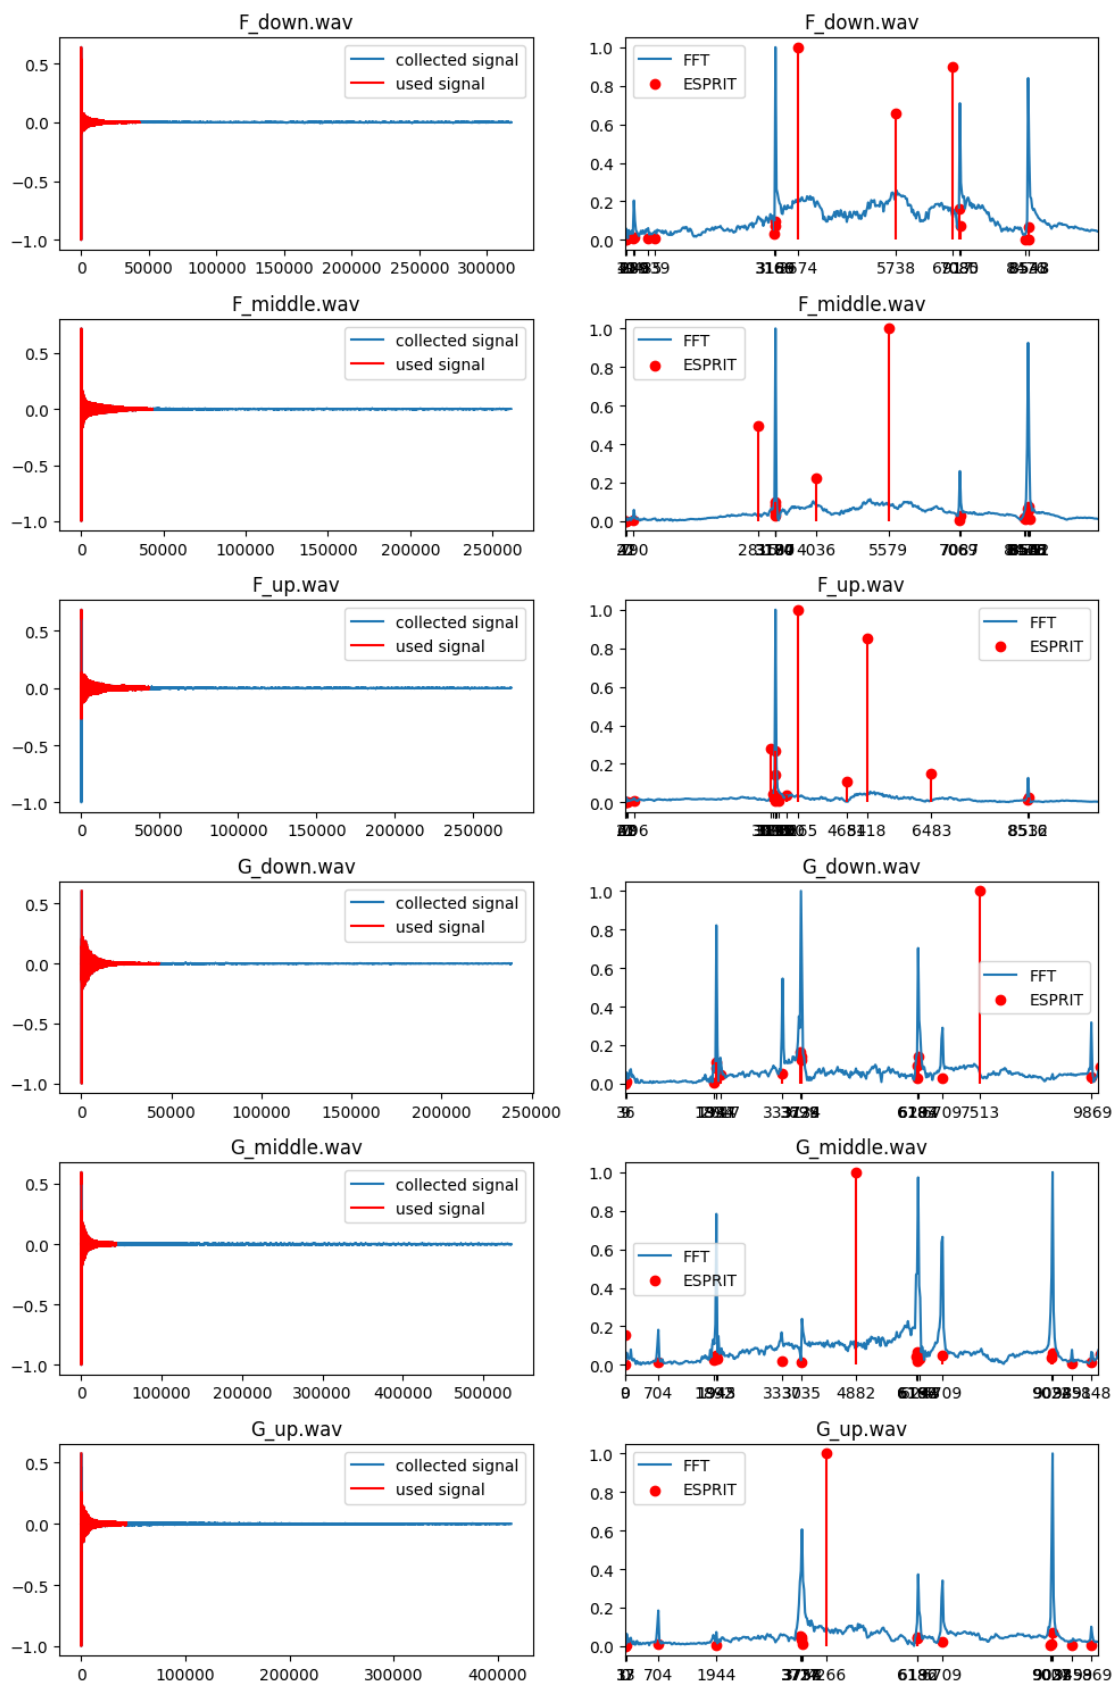 F_down.wav
F_down.wav
collected signal
used signal
FFT
ESPRIT
0.5
0.0
−0.5
−1.0
0 50000 100000 150000 200000 250000 300000
1.0
0.8
0.6
0.4
0.2
0.0
5738
F_middle.wav
F_middle.wav
collected signal
used signal
FFT
ESPRIT
0.5
0.0
−0.5
−1.0
0 50000 100000 150000 200000 250000
1.0
0.8
0.6
0.4
0.2
0.0
4036 5579
F_up.wav
F_up.wav
collected signal
used signal
FFT
ESPRIT
0.5
0.0
−0.5
−1.0
0 50000 100000 150000 200000 250000
1.0
0.8
0.6
0.4
0.2
0.0
6483
G_down.wav
G_down.wav
collected signal
used signal
FFT
ESPRIT
0.5
0.0
−0.5
−1.0
0 50000 100000 150000 200000 250000
1.0
0.8
0.6
0.4
0.2
0.0
7513 9869
G_middle.wav
G_middle.wav
collected signal
used signal
FFT
ESPRIT
0.5
0.0
−0.5
−1.0
0 100000 200000 300000 400000 500000
1.0
0.8
0.6
0.4
0.2
0.0
704 4882 6709
G_up.wav
G_up.wav
collected signal
used signal
FFT
ESPRIT
0.5
0.0
−0.5
−1.0
0 100000 200000 300000 400000
1.0
0.8
0.6
0.4
0.2
0.0
704 1944 4266 6709